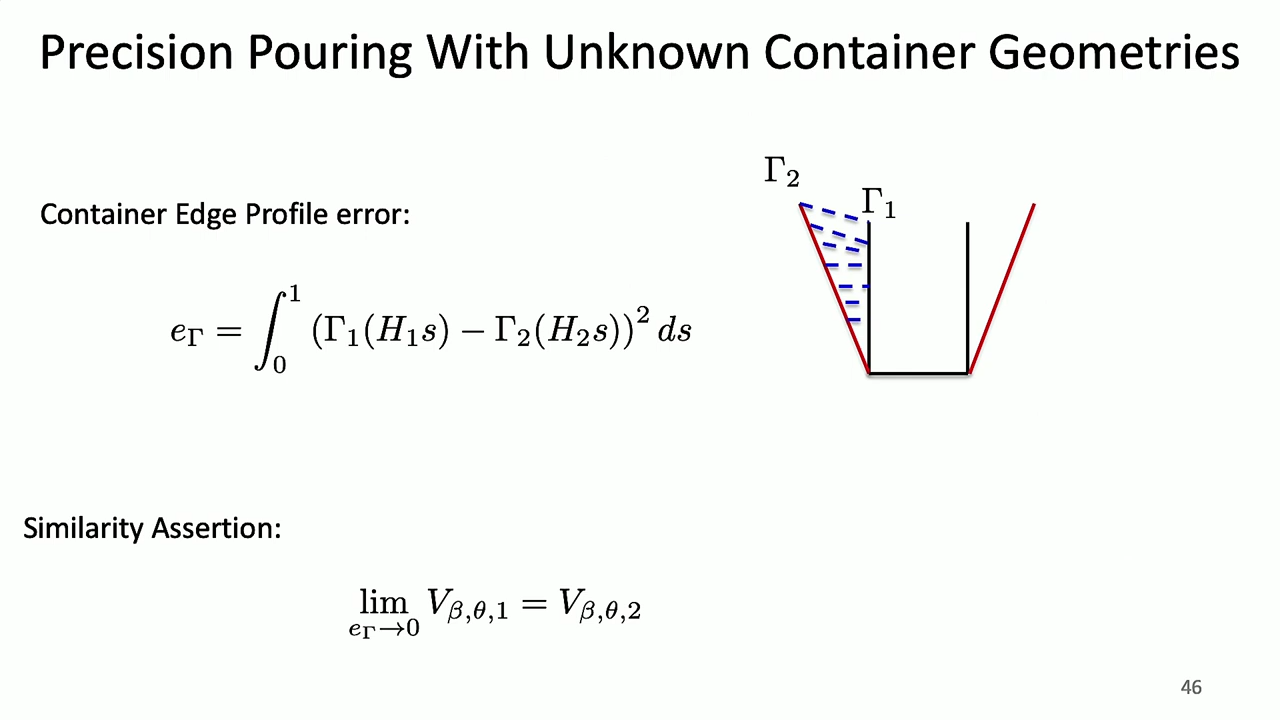 Precision Pouring With Unknown Container Geometries
Γ₂
Γ₁
Container Edge Profile error:
e_Γ = ∫₀¹ (Γ₁(H₁s) − Γ₂(H₂s))² ds
Similarity Assertion:
lim_{e_Γ→0} V_{β,θ,1} = V_{β,θ,2}
46